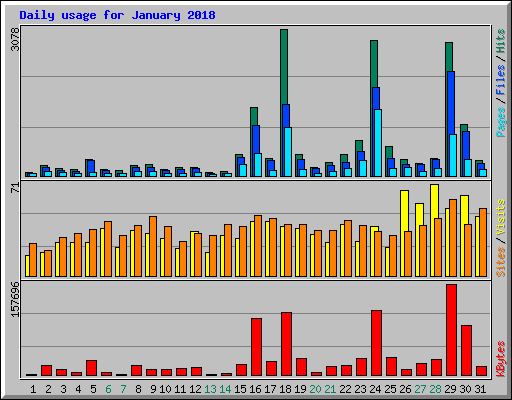 Daily usage for January 2018
3078
Pages / Files / Hits
71
Sites / Visits
157696
KBytes
1 2 3 4 5 6 7 8 9 10 11 12 13 14 15 16 17 18 19 20 21 22 23 24 25 26 27 28 29 30 31